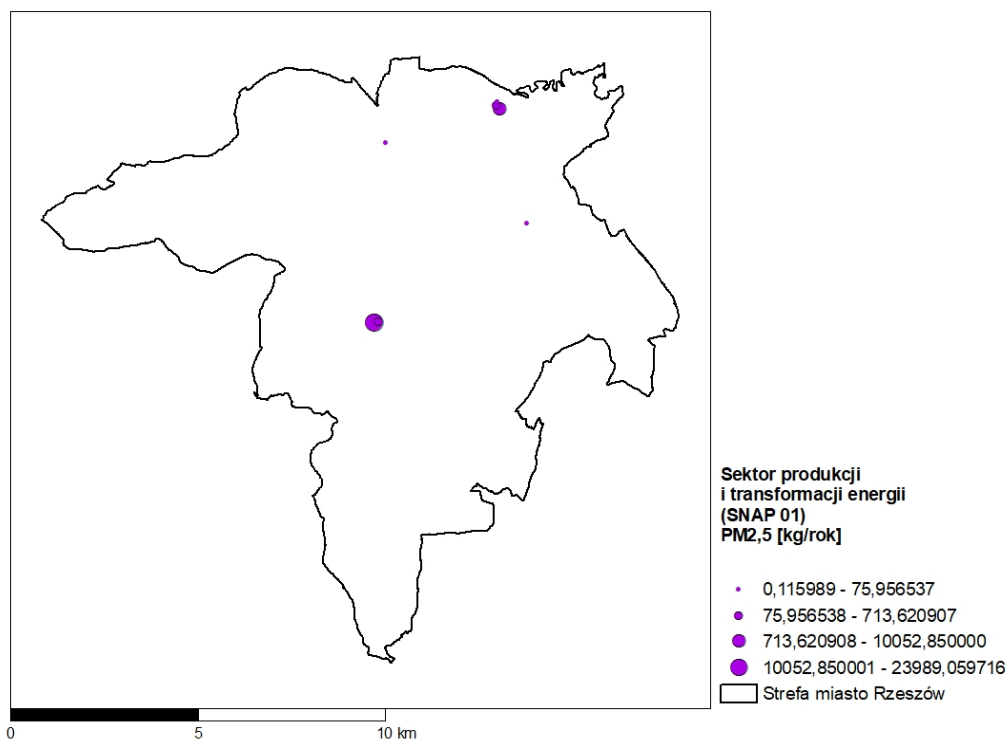 Sektor produkcji
i transformacji energii
(SNAP 01)
PM2,5 [kg/rok]
0,115989 - 75,956537
75,956538 - 713,620907
713,620908 - 10052,850000
10052,850001 - 23989,059716
Strefa miasto Rzeszów
0 5 10 km